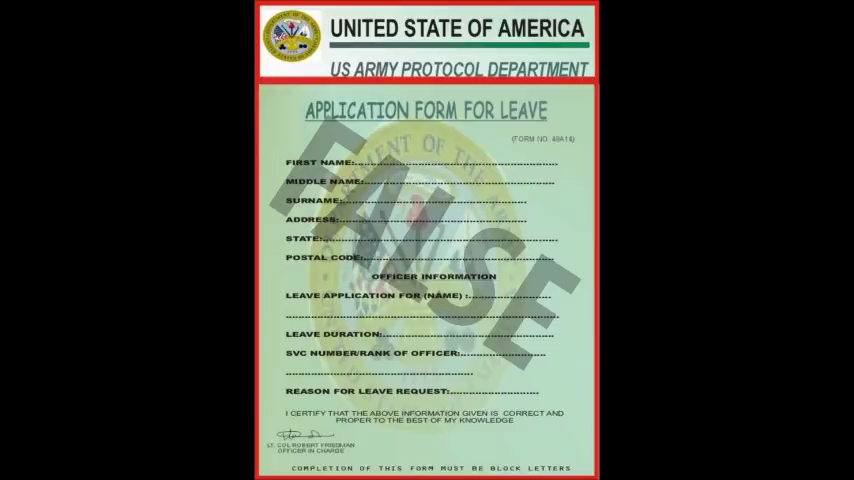 UNITED STATE OF AMERICA
US ARMY PROTOCOL DEPARTMENT
APPLICATION FORM FOR LEAVE
(FORM NO. 48A14)
FIRST NAME:
MIDDLE NAME:
SURNAME:
ADDRESS:
STATE:
POSTAL CODE:
OFFICER INFORMATION
LEAVE APPLICATION FOR (NAME) :
LEAVE DURATION:
SVC NUMBER/RANK OF OFFICER:
REASON FOR LEAVE REQUEST:
I CERTIFY THAT THE ABOVE INFORMATION GIVEN IS CORRECT AND
PROPER TO THE BEST OF MY KNOWLEDGE
LT. COL ROBERT FRIEDMAN
OFFICER IN CHARGE
COMPLETION OF THIS FORM MUST BE BLOCK LETTERS
FALSE